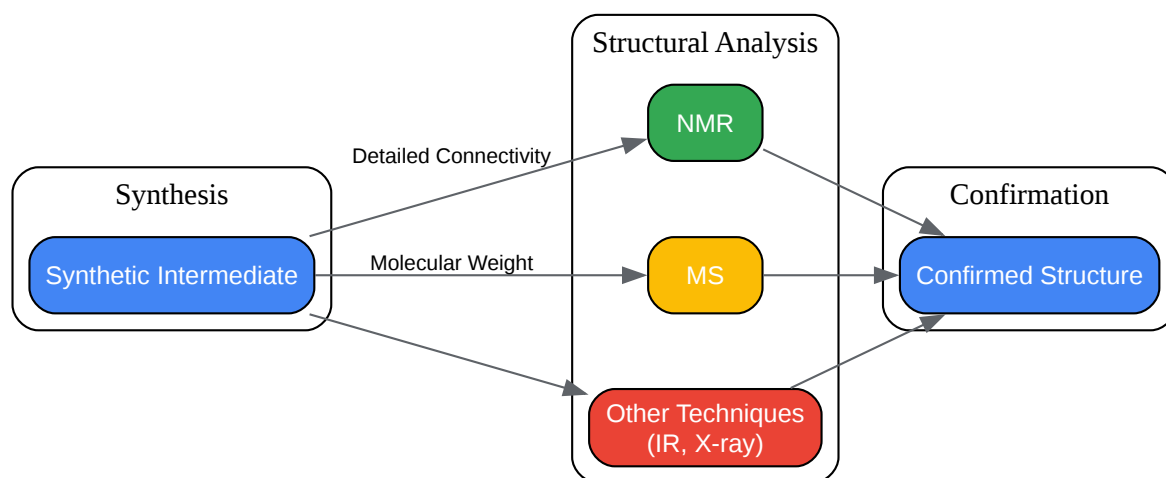 Synthesis
Synthetic Intermediate
Detailed Connectivity
Molecular Weight
Structural Analysis
NMR
MS
Other Techniques
(IR, X-ray)
Confirmation
Confirmed Structure